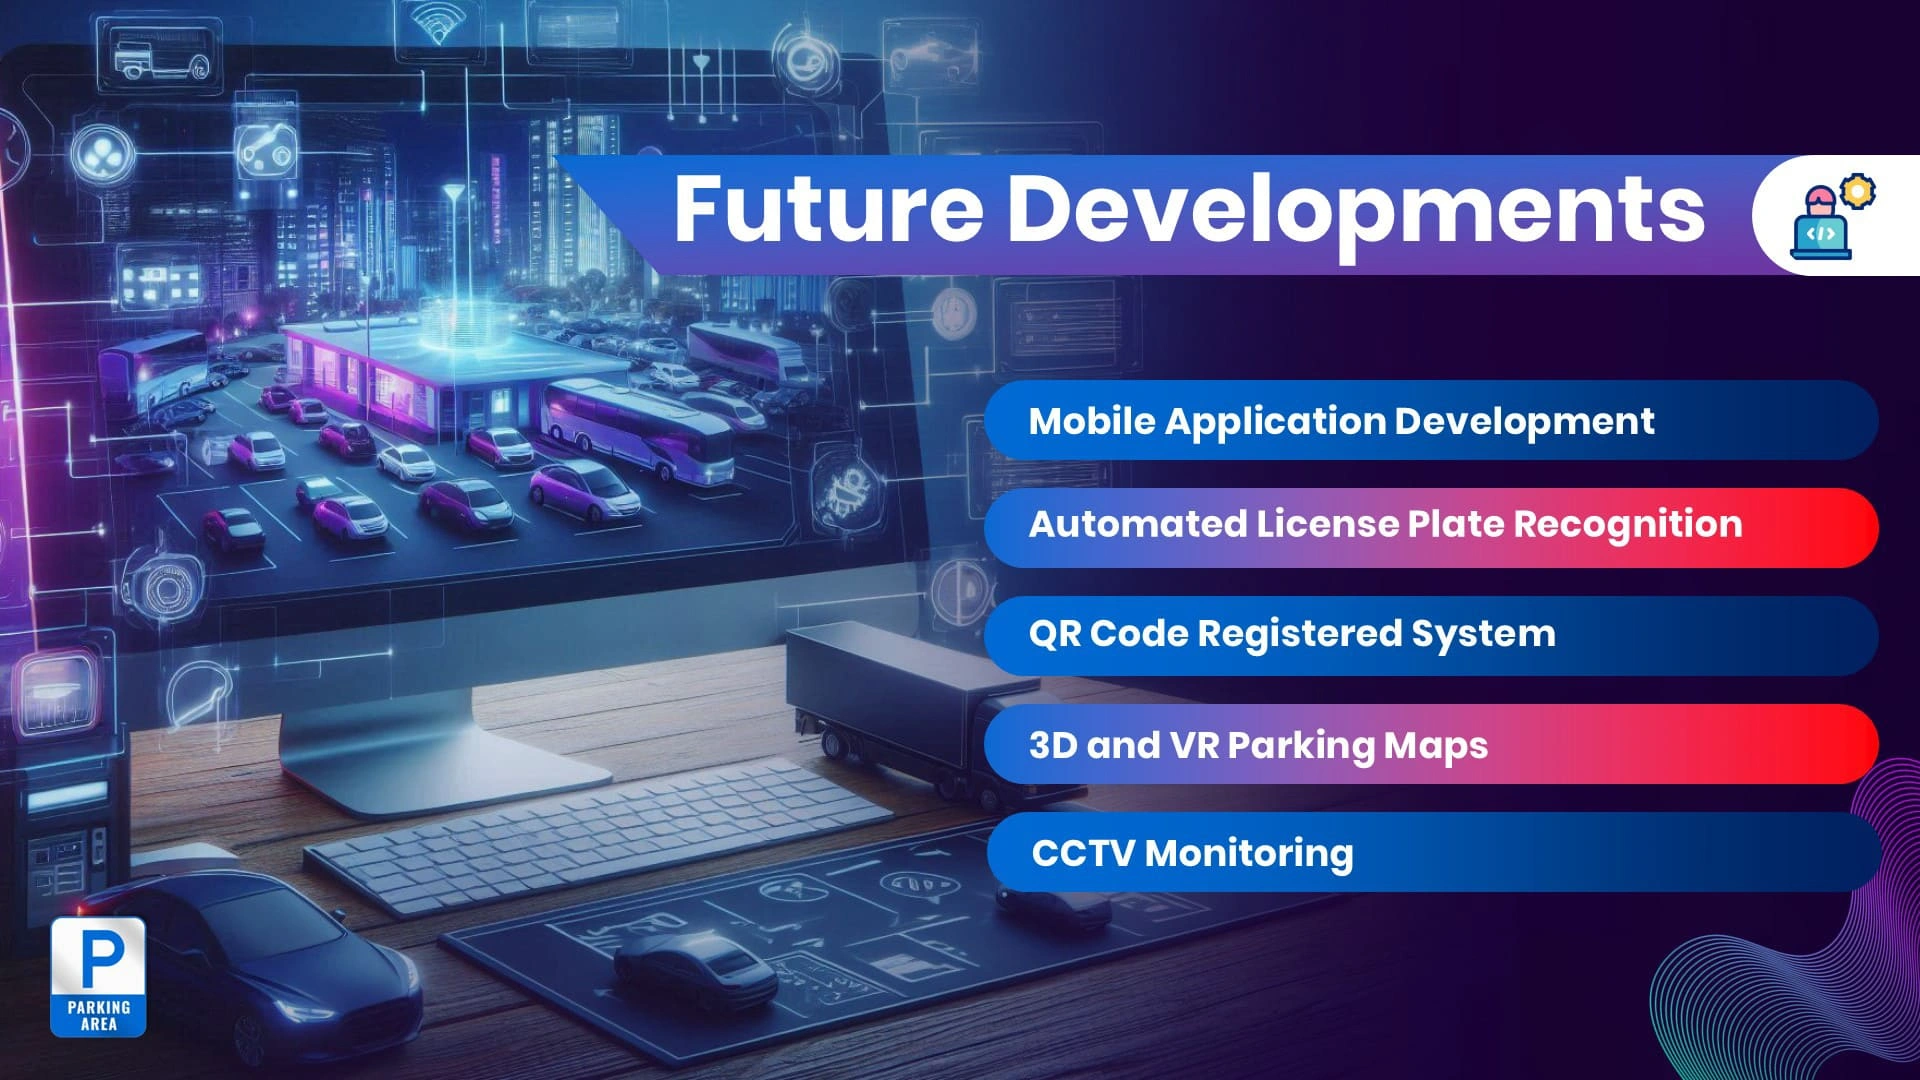 Future Developments
Mobile Application Development
Automated License Plate Recognition
QR Code Registered System
3D and VR Parking Maps
CCTV Monitoring
P
PARKING
AREA